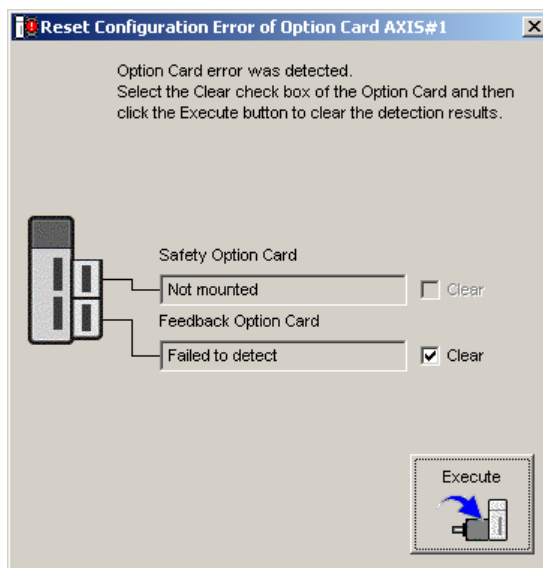 Reset Configuration Error of Option Card AXIS#1
Option Card error was detected.
Select the Clear check box of the Option Card and then
click the Execute button to clear the detection results.
Safety Option Card
Not mounted
Clear
Feedback Option Card
Failed to detect
Clear
Execute